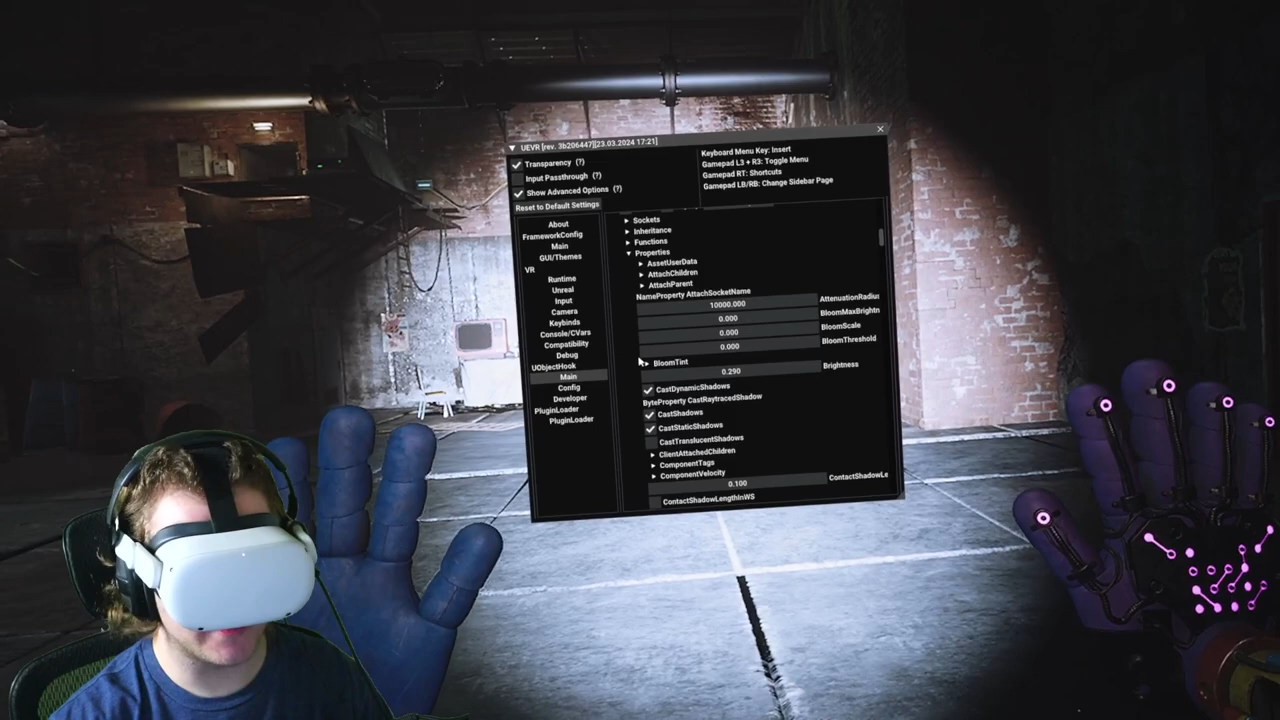 UEVR [rev. 3b206447][23.03.2024 17:21]
Transparency (?)
Input Passthrough (?)
Show Advanced Options (?)
Reset to Default Settings
Keyboard Menu Key: Insert
Gamepad L3 + R3: Toggle Menu
Gamepad RT: Shortcuts
Gamepad LB/RB: Change Sidebar Page
About
FrameworkConfig
Main
GUI/Themes
VR
Runtime
Unreal
Input
Camera
Keybinds
Console/CVars
Compatibility
Debug
UObjectHook
Main
Config
Developer
PluginLoader
PluginLoader
Sockets
Inheritance
Functions
Properties
AssetUserData
AttachChildren
AttachParent
NameProperty AttachSocketName
10000.000 AttenuationRadius
0.000 BloomMaxBrightn
0.000 BloomScale
0.000 BloomThreshold
BloomTint
0.290 Brightness
CastDynamicShadows
ByteProperty CastRaytracedShadow
CastShadows
CastStaticShadows
CastTranslucentShadows
ClientAttachedChildren
ComponentTags
ComponentVelocity
0.100 ContactShadowLe
ContactShadowLengthInWS